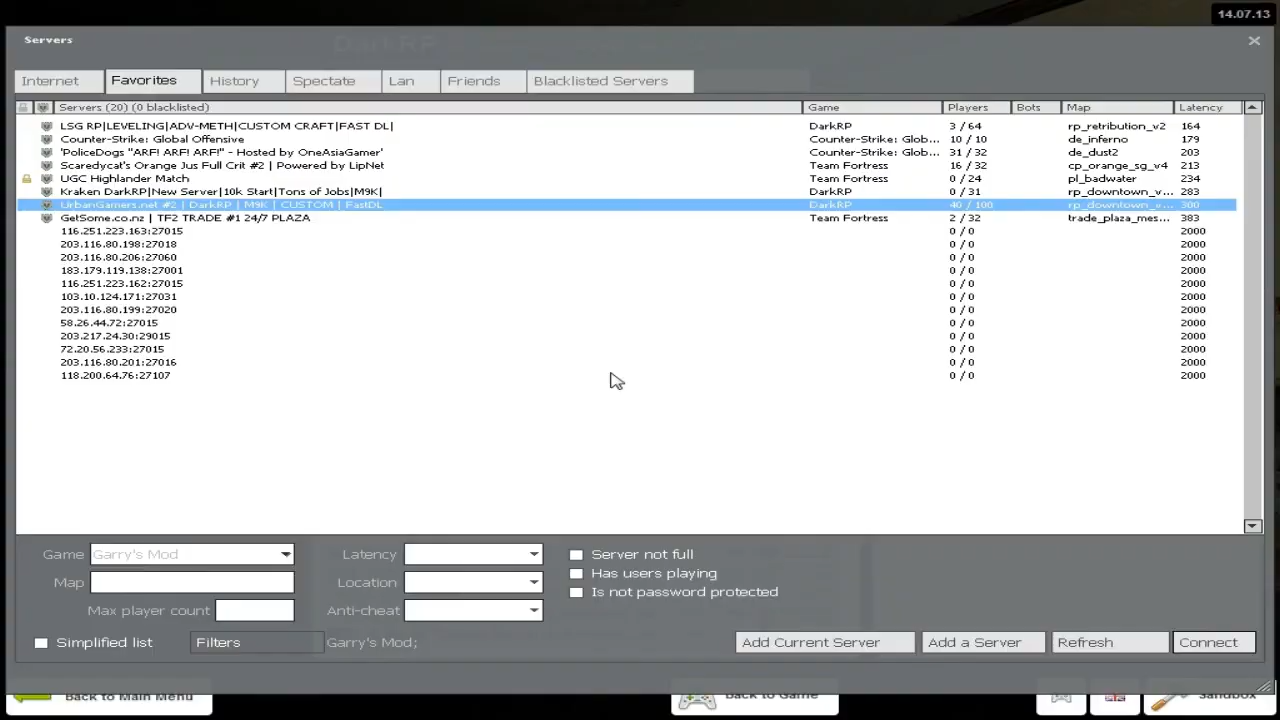 14.07.13
Servers
DarkRP
Internet Favorites History Spectate Lan Friends Blacklisted Servers
Servers (20) (0 blacklisted) Game Players Bots Map Latency
LSG RP|LEVELING|ADV-METH|CUSTOM CRAFT|FAST DL| DarkRP 3 / 64 rp_retribution_v2 164
Counter-Strike: Global Offensive Counter-Strike: Glob... 10 / 10 de_inferno 179
'PoliceDogs "ARF! ARF! ARF!" - Hosted by OneAsiaGamer' Counter-Strike: Glob... 31 / 32 de_dust2 203
Scaredycat's Orange Jus Full Crit #2 | Powered by LipNet Team Fortress 16 / 32 cp_orange_sg_v4 213
UGC Highlander Match Team Fortress 0 / 24 pl_badwater 234
Kraken DarkRP|New Server|10k Start|Tons of Jobs|M9K| DarkRP 0 / 31 rp_downtown_v... 283
UrbanGamers.net #2 | DarkRP | M9K | CUSTOM | FastDL DarkRP 40 / 100 rp_downtown_v... 300
GetSome.co.nz | TF2 TRADE #1 24/7 PLAZA Team Fortress 2 / 32 trade_plaza_mes... 383
116.251.223.163:27015 0 / 0 2000
203.116.80.198:27018 0 / 0 2000
203.116.80.206:27060 0 / 0 2000
183.179.119.138:27001 0 / 0 2000
116.251.223.162:27015 0 / 0 2000
103.10.124.171:27031 0 / 0 2000
203.116.80.199:27020 0 / 0 2000
58.26.44.72:27015 0 / 0 2000
203.217.24.30:29015 0 / 0 2000
72.20.56.233:27015 0 / 0 2000
203.116.80.201:27016 0 / 0 2000
118.200.64.76:27107 0 / 0 2000
Game Garry's Mod Latency Server not full
Map Location Has users playing
Max player count Anti-cheat Is not password protected
Simplified list Filters Garry's Mod; Add Current Server Add a Server Refresh Connect
Back to Main Menu Back to Game Sandbox